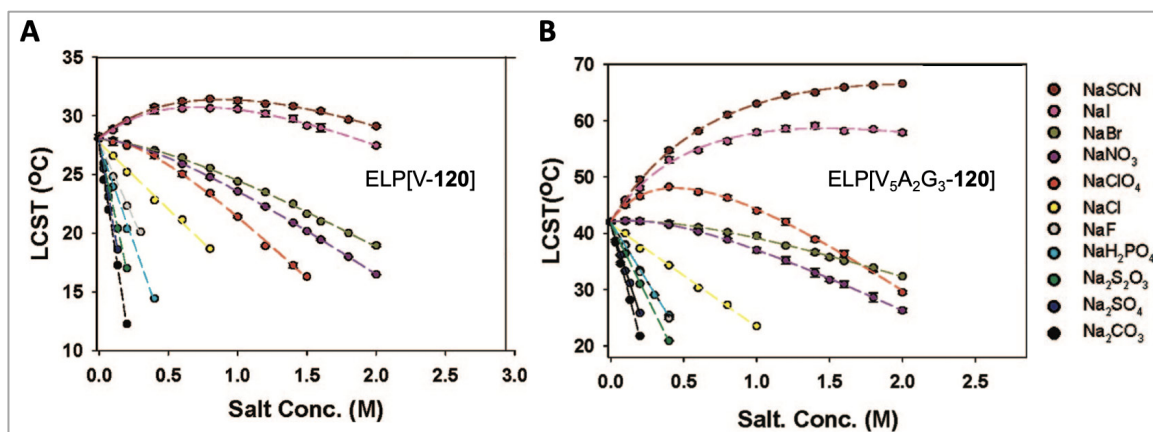 A
35
30
25
20
15
10
LCST (°C)
0.0 0.5 1.0 1.5 2.0 2.5 3.0
Salt Conc. (M)
ELP[V-120]
B
70
60
50
40
30
20
LCST(°C)
0.0 0.5 1.0 1.5 2.0 2.5
Salt. Conc. (M)
ELP[V₅A₂G₃-120]
NaSCN
NaI
NaBr
NaNO₃
NaClO₄
NaCl
NaF
NaH₂PO₄
Na₂S₂O₃
Na₂SO₄
Na₂CO₃